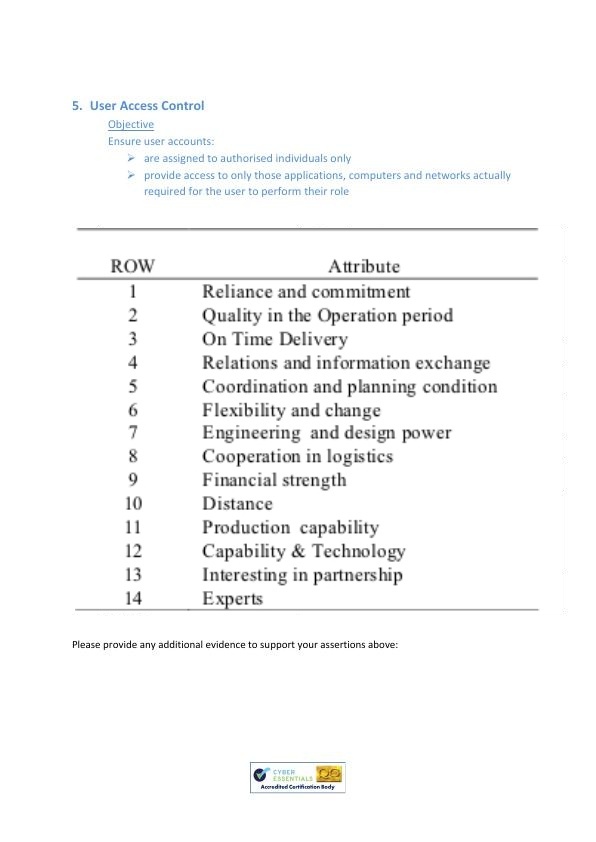 5. User Access Control
Objective
Ensure user accounts:
➢ are assigned to authorised individuals only
➢ provide access to only those applications, computers and networks actually
required for the user to perform their role
ROW Attribute
1 Reliance and commitment
2 Quality in the Operation period
3 On Time Delivery
4 Relations and information exchange
5 Coordination and planning condition
6 Flexibility and change
7 Engineering and design power
8 Cooperation in logistics
9 Financial strength
10 Distance
11 Production capability
12 Capability & Technology
13 Interesting in partnership
14 Experts
Please provide any additional evidence to support your assertions above:
CYBER
ESSENTIALS
Accredited Certification Body